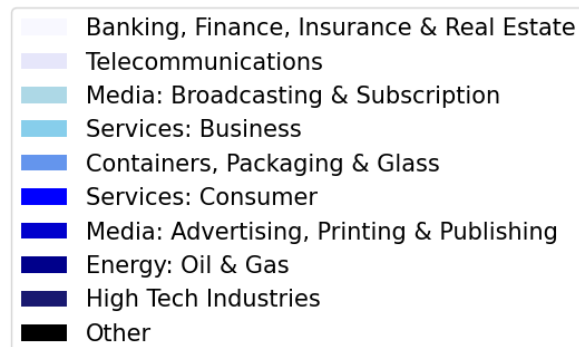 Banking, Finance, Insurance & Real Estate
Telecommunications
Media: Broadcasting & Subscription
Services: Business
Containers, Packaging & Glass
Services: Consumer
Media: Advertising, Printing & Publishing
Energy: Oil & Gas
High Tech Industries
Other